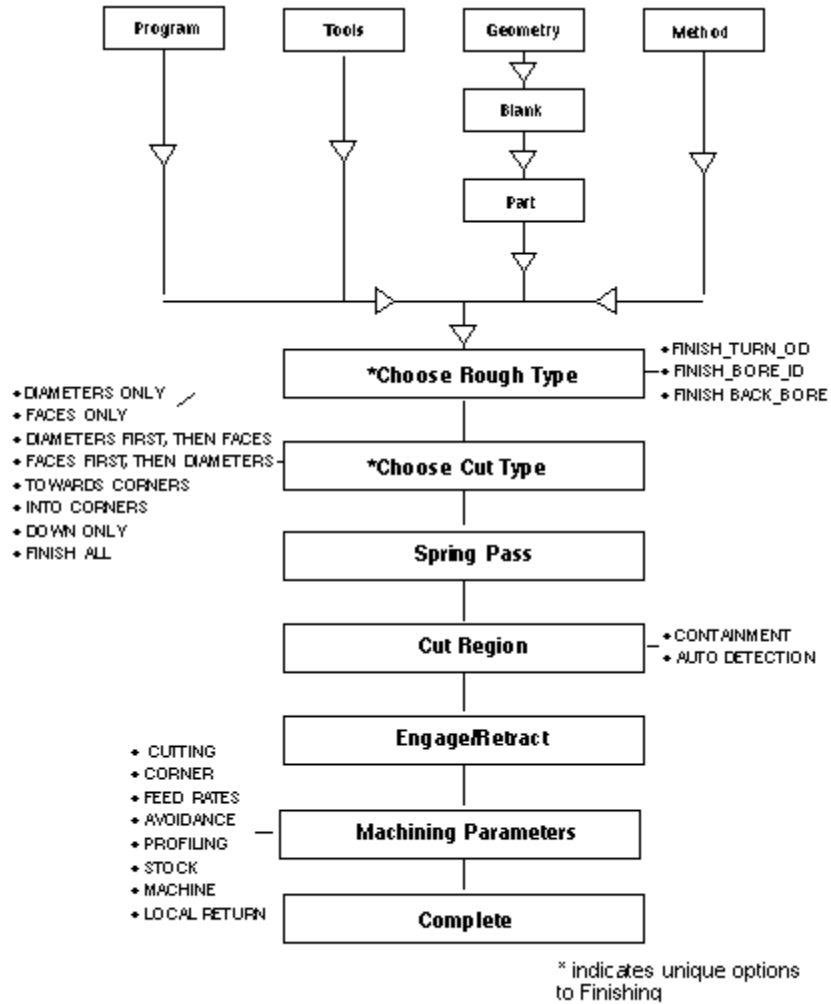 Program
Tools
Geometry
Method
Blank
Part
*Choose Rough Type
• FINISH_TURN_OD
• FINISH_BORE_ID
• FINISH BACK_BORE
• DIAMETERS ONLY
• FACES ONLY
• DIAMETERS FIRST, THEN FACES
• FACES FIRST, THEN DIAMETERS
• TOWARDS CORNERS
• INTO CORNERS
• DOWN ONLY
• FINISH ALL
*Choose Cut Type
Spring Pass
Cut Region
• CONTAINMENT
• AUTO DETECTION
Engage/Retract
• CUTTING
• CORNER
• FEED RATES
• AVOIDANCE
• PROFILING
• STOCK
• MACHINE
• LOCAL RETURN
Machining Parameters
Complete
* indicates unique options
to Finishing